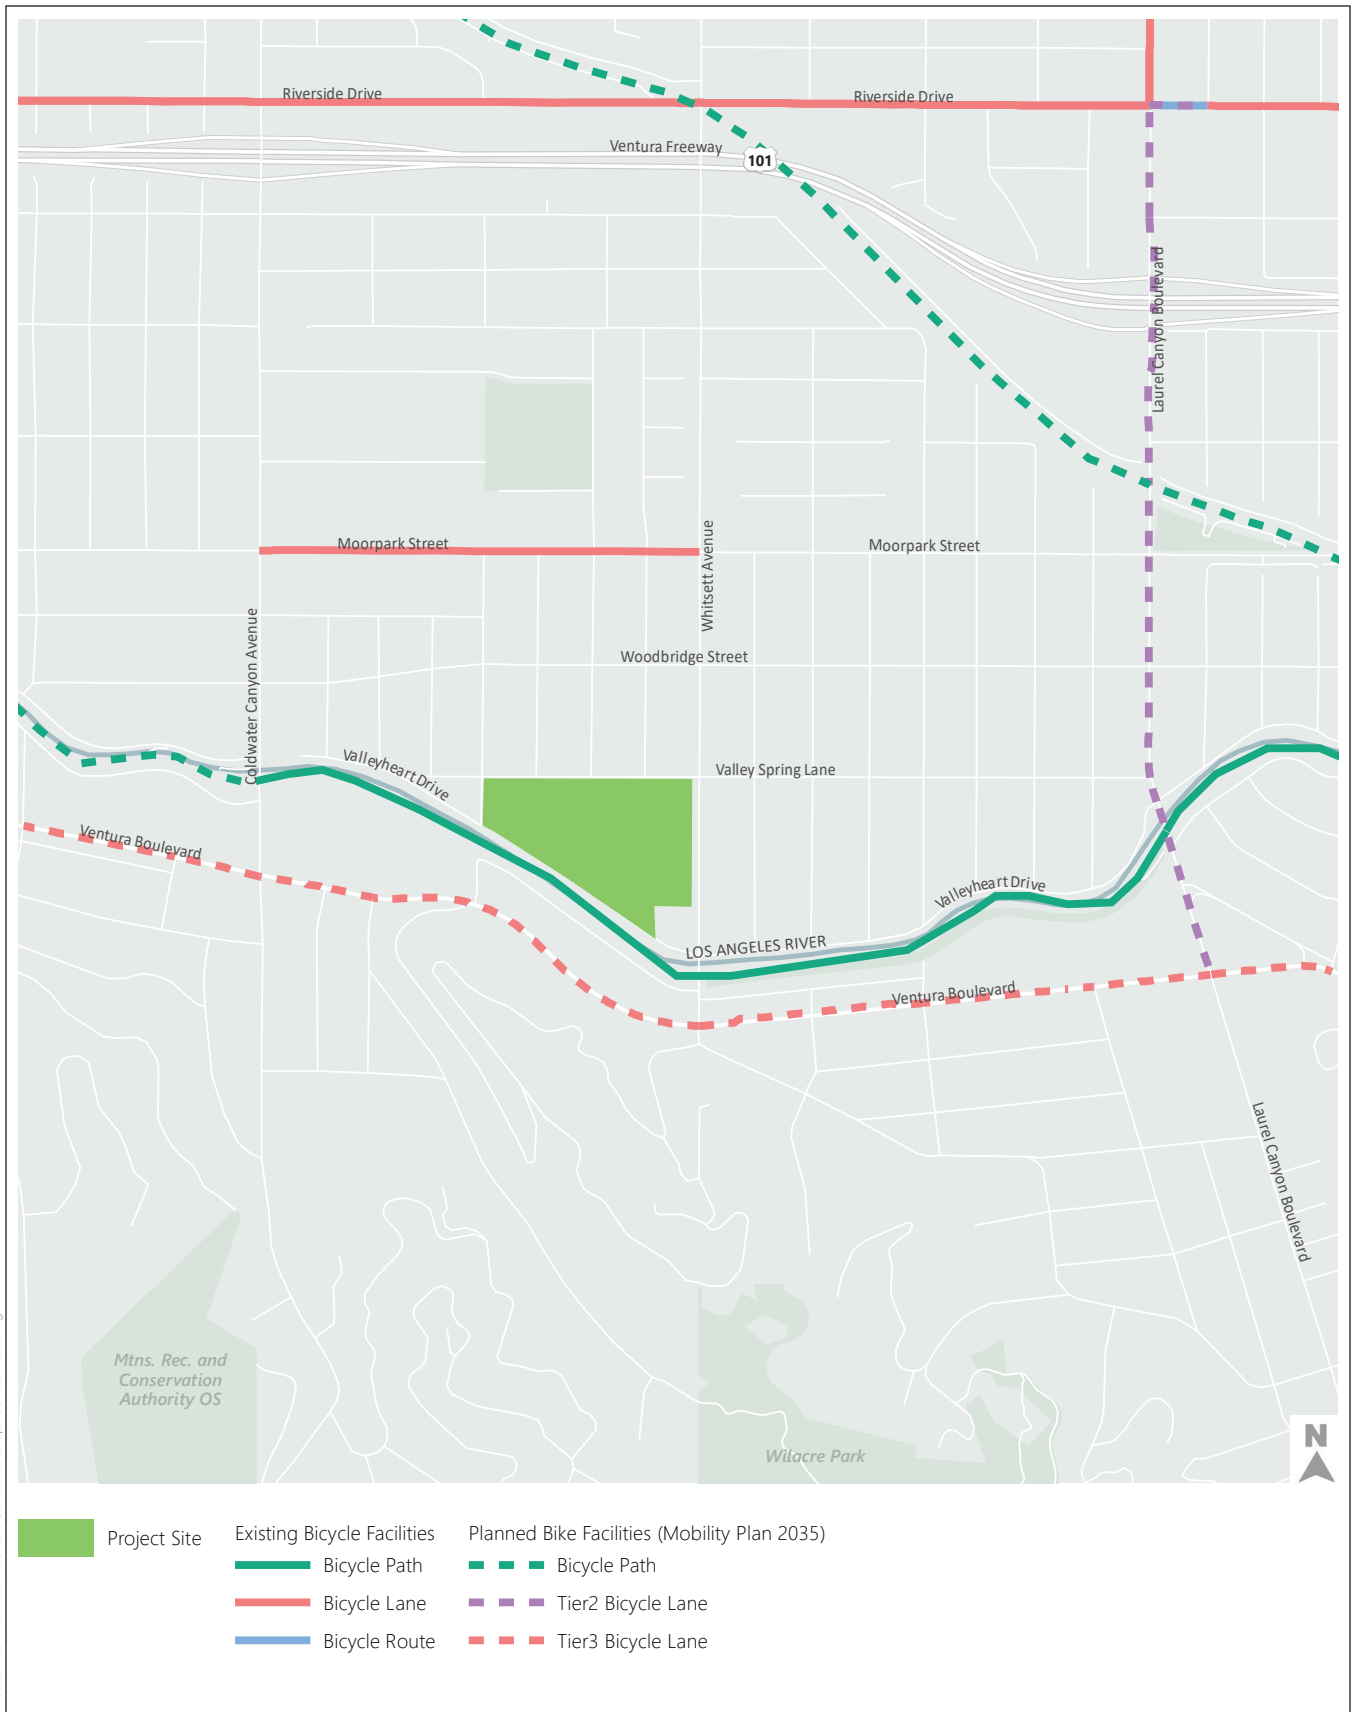 Riverside Drive
Riverside Drive
Ventura Freeway
101
Laurel Canyon Boulevard
Moorpark Street
Whitsett Avenue
Moorpark Street
Coldwater Canyon Avenue
Woodbridge Street
Valleyheart Drive
Valley Spring Lane
Ventura Boulevard
Valleyheart Drive
LOS ANGELES RIVER
Ventura Boulevard
Laurel Canyon Boulevard
Mtns. Rec. and
Conservation
Authority OS
Wilacre Park
N
Project Site
Existing Bicycle Facilities
Bicycle Path
Bicycle Lane
Bicycle Route
Planned Bike Facilities (Mobility Plan 2035)
Bicycle Path
Tier2 Bicycle Lane
Tier3 Bicycle Lane